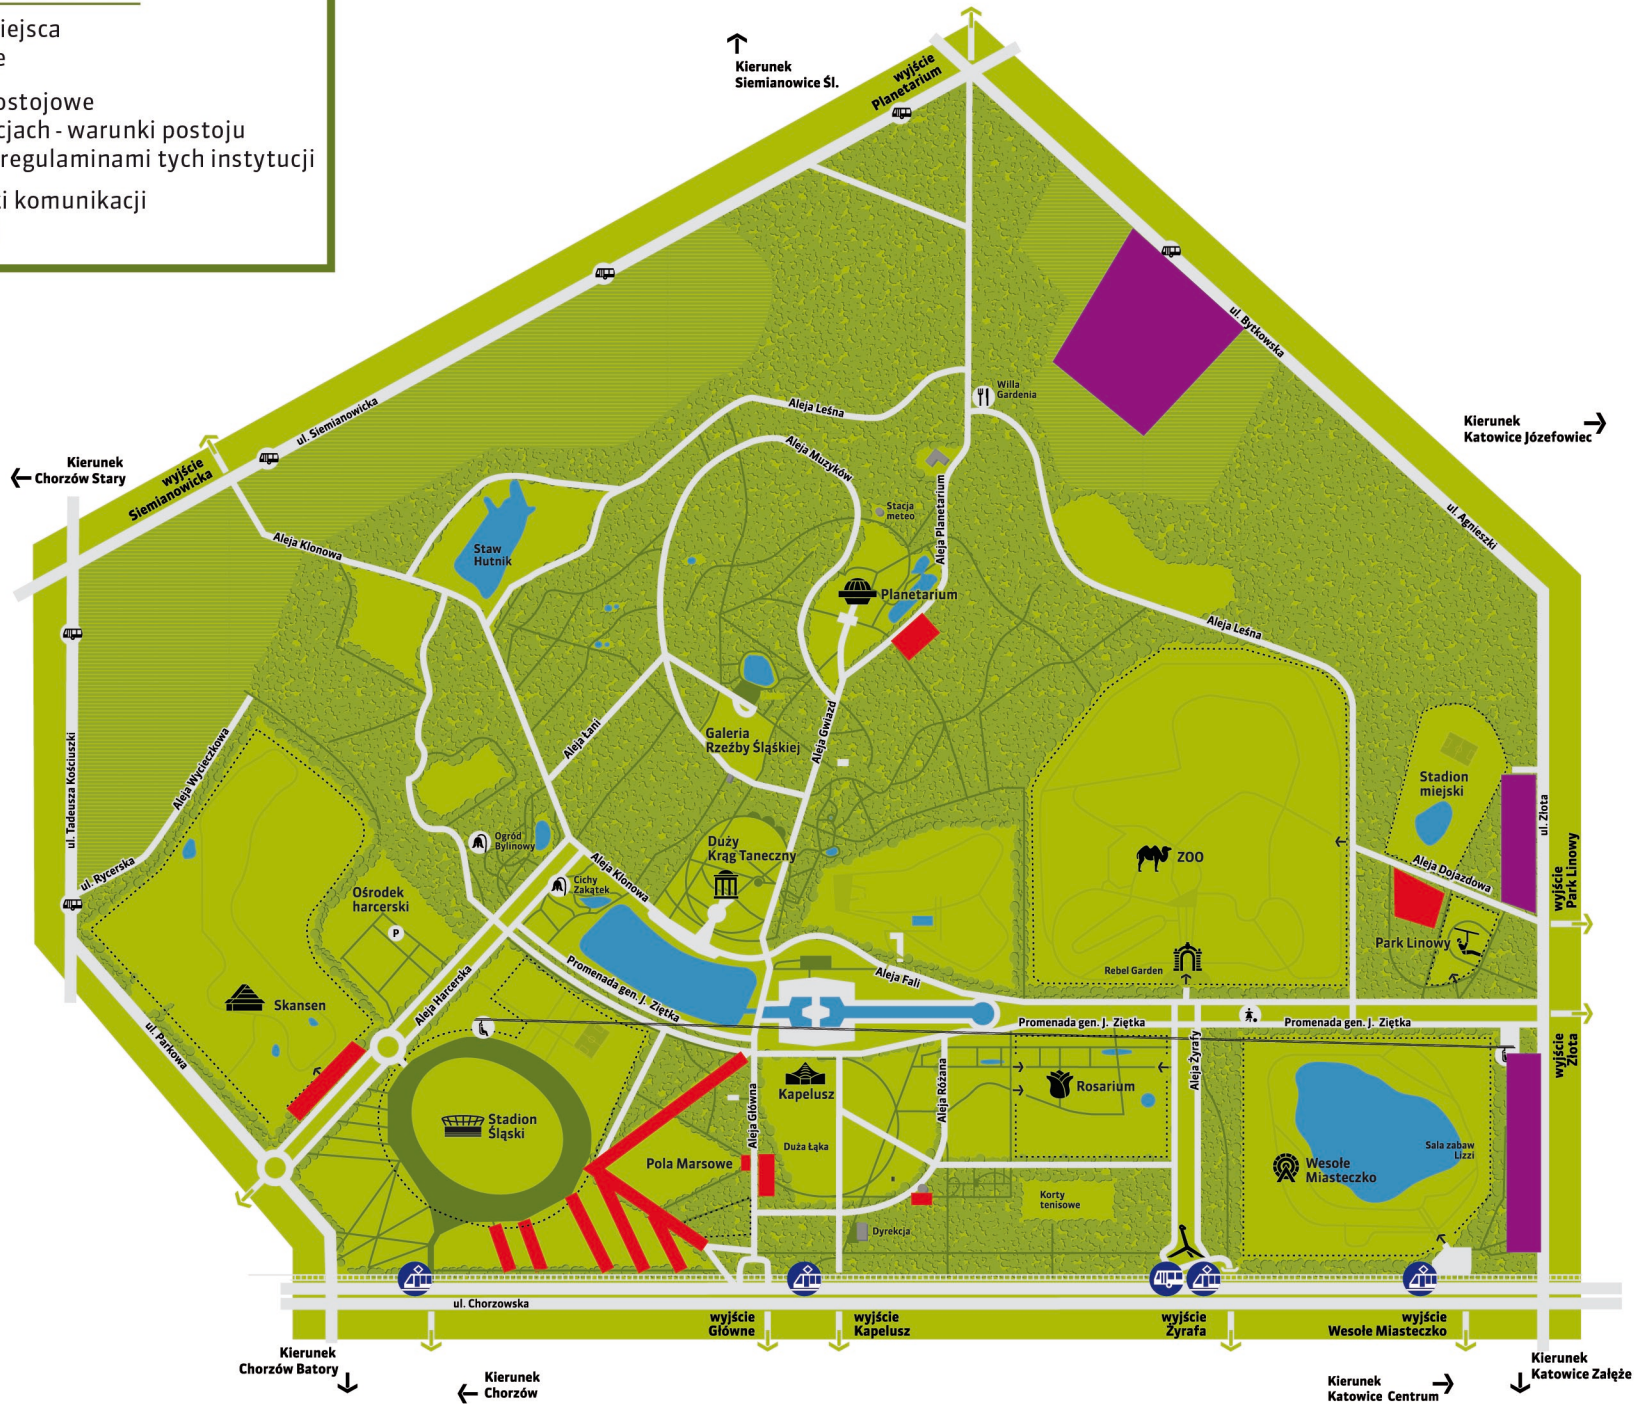 iejsca
e
ostojowe
cjach - warunki postoju
regulaminami tych instytucji
ti komunikacji
Kierunek
Siemianowice Śl.
wyjście
Planetarium
ul. Bytkowska
Willa
Gardenia
Aleja Leśna
ul. Siemianowicka
Kierunek
Katowice Józefowiec
Kierunek
Chorzów Stary
wyjście
Siemianowicka
Aleja Muzyków
Aleja Planetarium
Stacja
meteo
ul. Agnieszki
Aleja Klonowa
Staw
Hutnik
Planetarium
Aleja Leśna
Galeria
Rzeźby Śląśkiej
Aleja Gwiazd
Aleja Łani
Aleja Wycieczkowa
ul. Tadeusza Kościuszki
Stadion
miejski
ul. Złota
Ogród
Bylinowy
Duży
Krąg Taneczny
ZOO
ul. Rycerska
Aleja Klonowa
Cichy
Zakątek
Aleja Dojazdowa
wyjście
Park Linowy
Ośrodek
harcerski
P
Park Linowy
Rebel Garden
Aleja Fali
Promenada gen. J. Ziętka
Aleja Harcerska
Skansen
Promenada gen. J. Ziętka
Promenada gen. J. Ziętka
ul. Parkowa
wyjście
Złota
Aleja Żyrafy
Aleja Różana
Rosarium
Kapelusz
Aleja Główna
Stadion
Śląski
Duża Łąka
Sala zabaw
Lizzi
Pola Marsowe
Wesołe
Miasteczko
Korty
tenisowe
Dyrekcja
ul. Chorzowska
wyjście
Główne
wyjście
Kapelusz
wyjście
Żyrafa
wyjście
Wesołe Miasteczko
Kierunek
Chorzów Batory
Kierunek
Chorzów
Kierunek
Katowice Centrum
Kierunek
Katowice Załęże